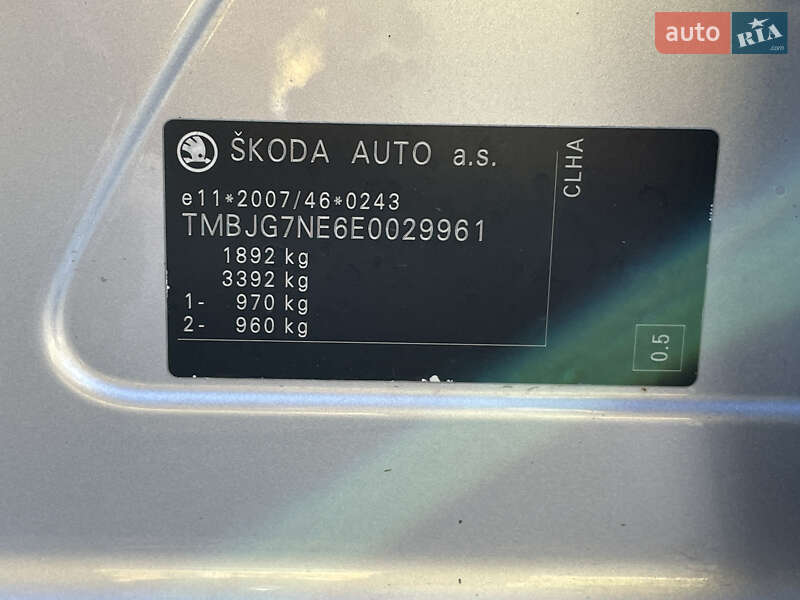 ŠKODA AUTO a.s.
e11*2007/46*0243
TMBJG7NE6E0029961
1892 kg
3392 kg
1- 970 kg
2- 960 kg
CLHA
0.5
auto RIA.com